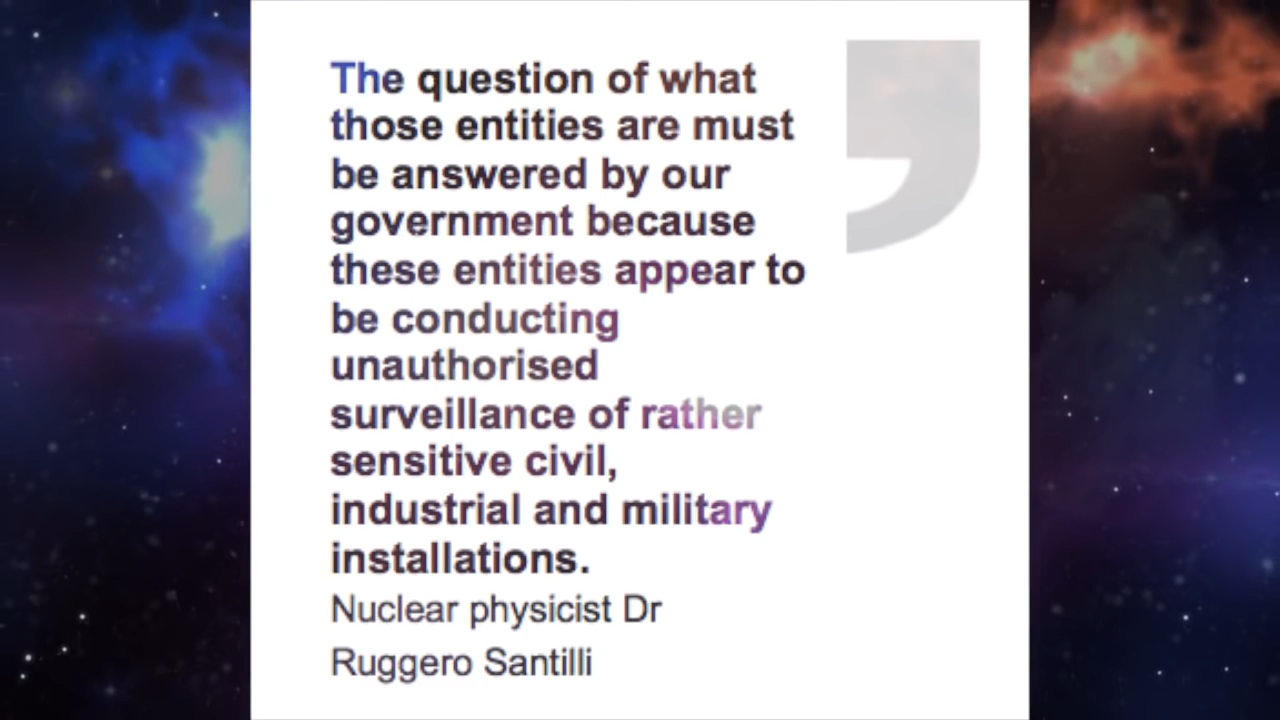 The question of what
those entities are must
be answered by our
government because
these entities appear to
be conducting
unauthorised
surveillance of rather
sensitive civil,
industrial and military
installations.
Nuclear physicist Dr
Ruggero Santilli